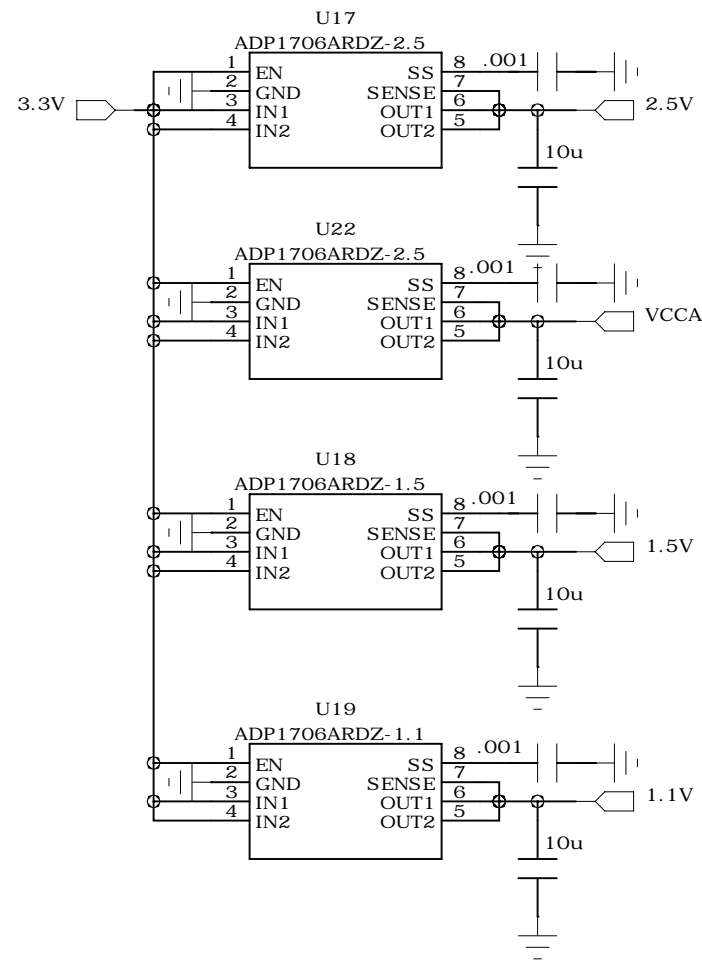 U17
ADP1706ARDZ-2.5
1 EN SS 8 .001
2 GND SENSE 7
3.3V 3 IN1 OUT1 6 2.5V
4 IN2 OUT2 5
10u
U22
ADP1706ARDZ-2.5
1 EN SS 8 .001
2 GND SENSE 7
3 IN1 OUT1 6 VCCA
4 IN2 OUT2 5
10u
U18
ADP1706ARDZ-1.5
1 EN SS 8 .001
2 GND SENSE 7
3 IN1 OUT1 6 1.5V
4 IN2 OUT2 5
10u
U19
ADP1706ARDZ-1.1
1 EN SS 8 .001
2 GND SENSE 7
3 IN1 OUT1 6 1.1V
4 IN2 OUT2 5
10u